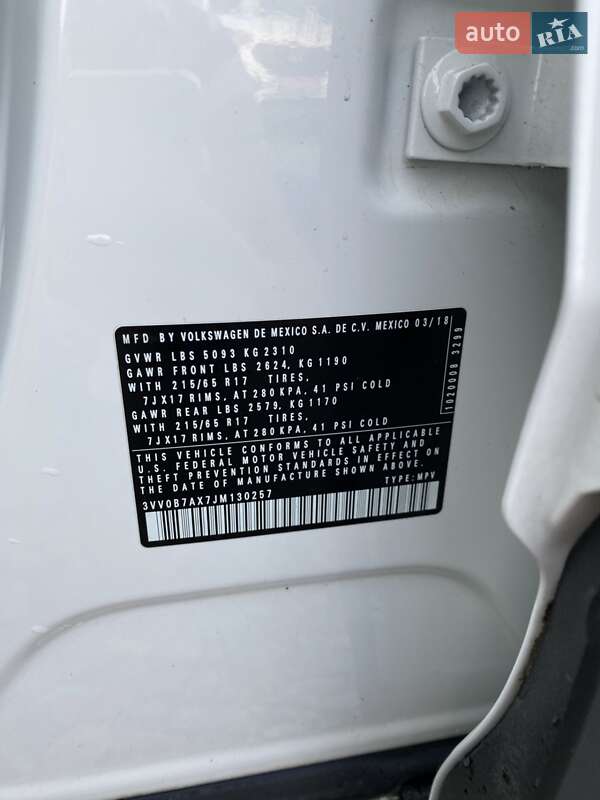 auto RIA.com
MFD BY VOLKSWAGEN DE MEXICO S.A. DE C.V. MEXICO 03/18
GVWR LBS 5093 KG 2310
GAWR FRONT LBS 2624, KG 1190
WITH 215/65 R17 TIRES,
7JX17 RIMS, AT 280 KPA, 41 PSI COLD
GAWR REAR LBS 2579, KG 1170
WITH 215/65 R17 TIRES,
7JX17 RIMS, AT 280 KPA, 41 PSI COLD
THIS VEHICLE CONFORMS TO ALL APPLICABLE
U.S. FEDERAL MOTOR VEHICLE SAFETY AND
THEFT PREVENTION STANDARDS IN EFFECT ON
THE DATE OF MANUFACTURE SHOWN ABOVE.
3VV0B7AX7JM130257 TYPE: MPV
1020008 3299